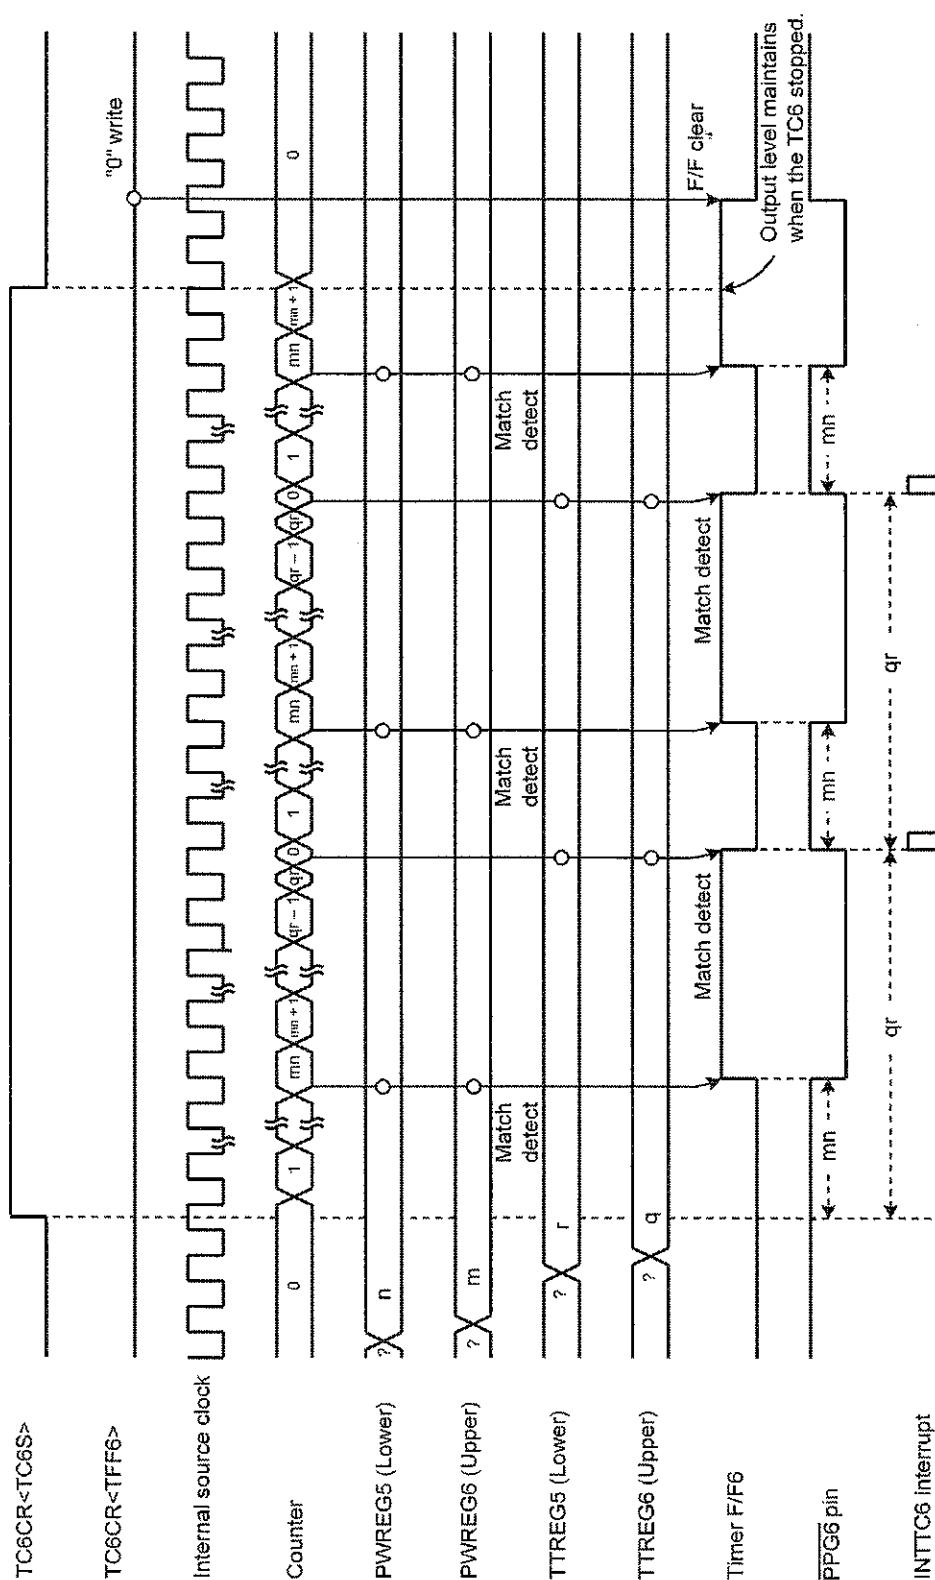 TC6CR<TC6S>
TC6CR<TFF6>
"0" write
Internal source clock
Counter
0
1
mn
mn + 1
qr – 1
qr
0
1
mn
mn + 1
qr – 1
qr
0
1
mn
mn + 1
0
PWREG5 (Lower)
?
n
PWREG6 (Upper)
?
m
Match
detect
Match
detect
Match
detect
TTREG5 (Lower)
?
r
TTREG6 (Upper)
?
q
Match detect
Match detect
F/F clear
Timer F/F6
Output level maintains
when the TC6 stopped.
PPG6 pin
mn
mn
mn
qr
qr
INTTC6 interrupt